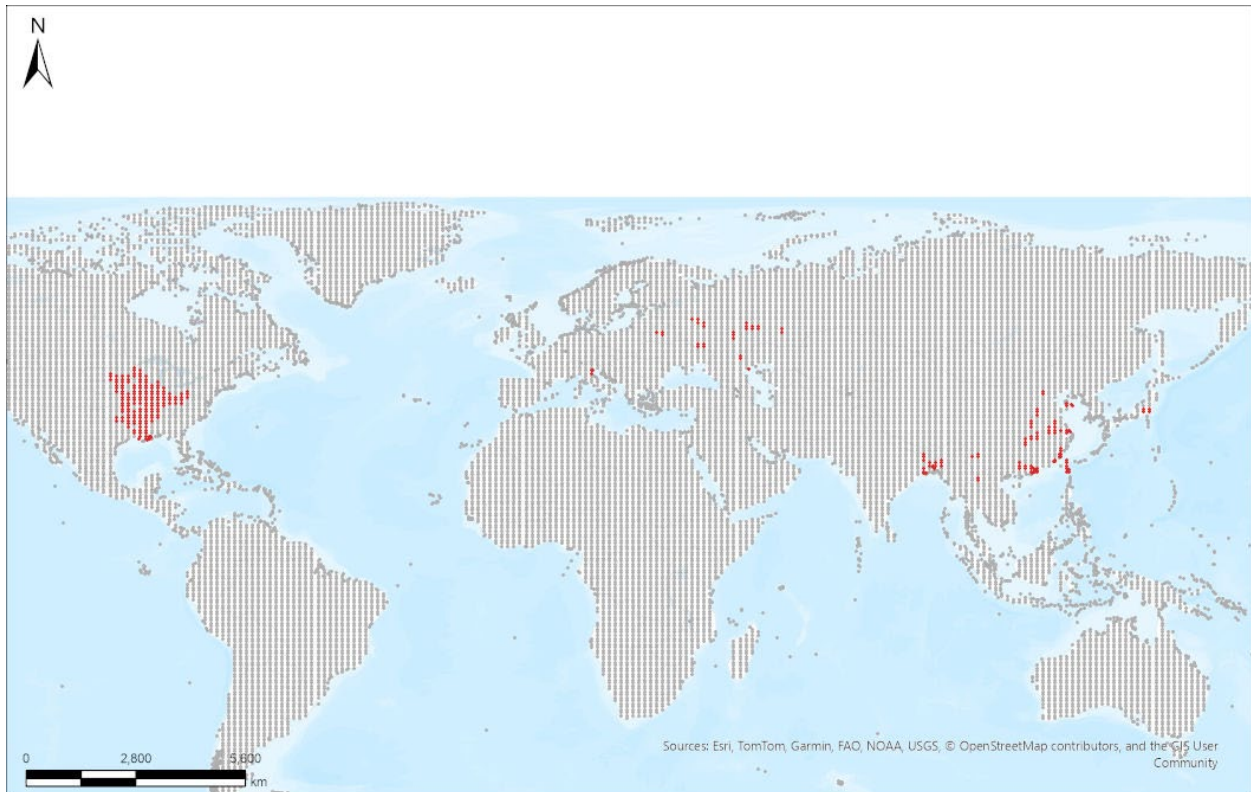 N
0 2,800 5,600
km
Sources: Esri, TomTom, Garmin, FAO, NOAA, USGS, © OpenStreetMap contributors, and the GIS User
Community